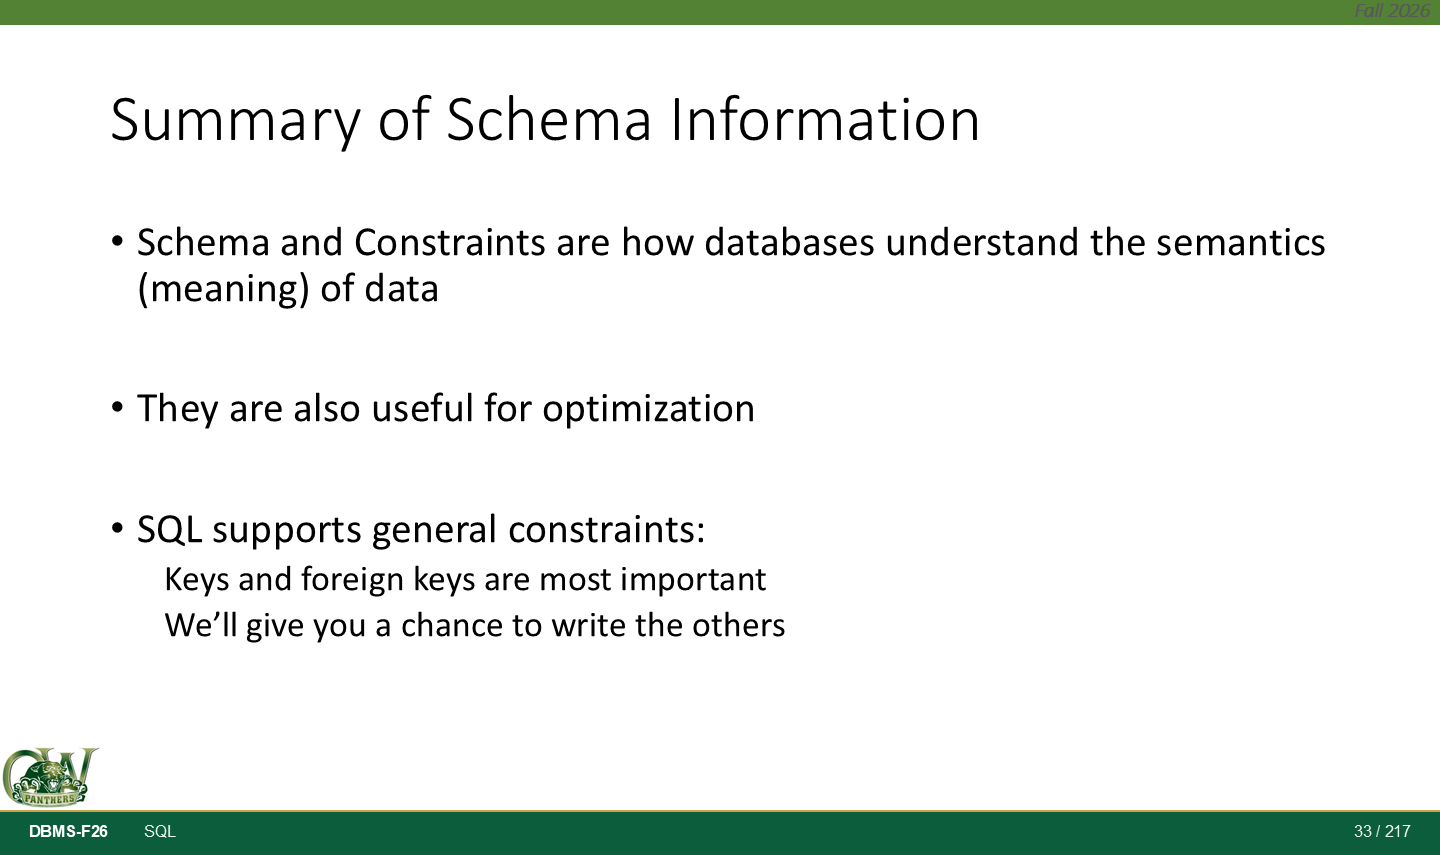 Fall 2026
Summary of Schema Information
• Schema and Constraints are how databases understand the semantics
(meaning) of data
• They are also useful for optimization
• SQL supports general constraints:
Keys and foreign keys are most important
We’ll give you a chance to write the others
OW
PANTHERS
DBMS-F26 SQL 33 / 217